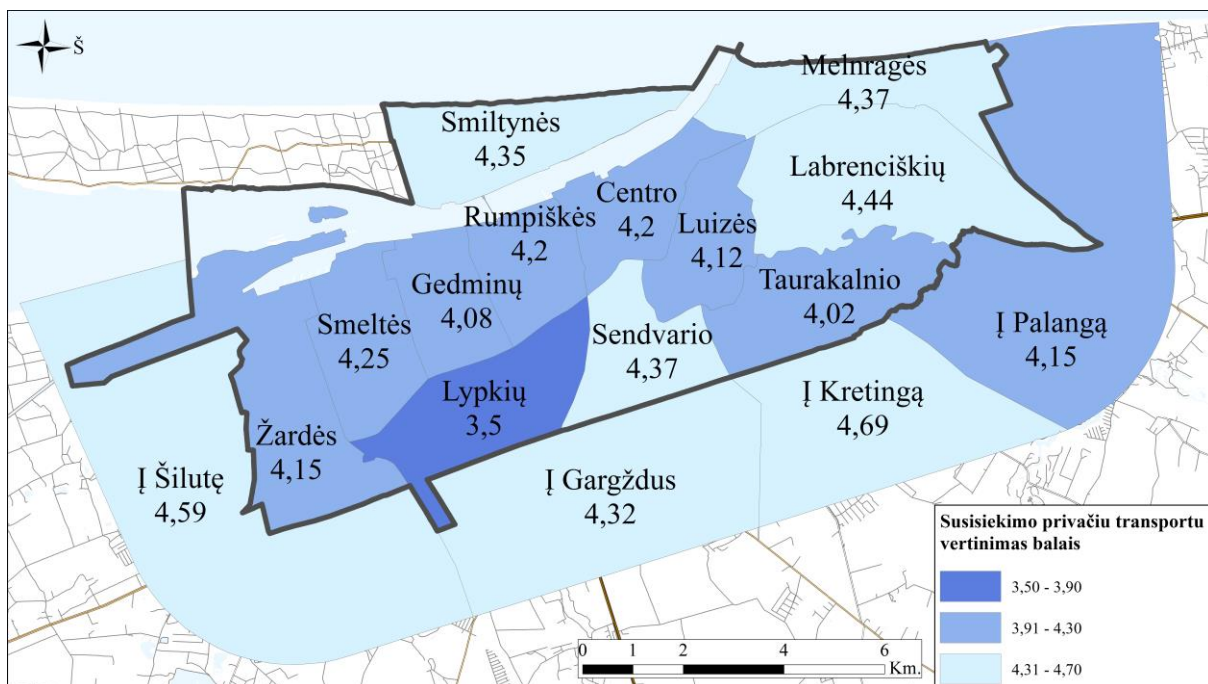 Š
Melnragės
4,37
Smiltynės
4,35
Labrenciškių
4,44
Centro
4,2
Rumpiškės
4,2
Luizės
4,12
Gedminų
4,08
Taurakalnio
4,02
Smeltės
4,25
Sendvario
4,37
Į Palangą
4,15
Lypkių
3,5
Į Kretingą
4,69
Žardės
4,15
Į Šilutę
4,59
Į Gargždus
4,32
Susisiekimo privačiu transportu
vertinimas balais
3,50 - 3,90
3,91 - 4,30
4,31 - 4,70
0 1 2 4 6
Km.